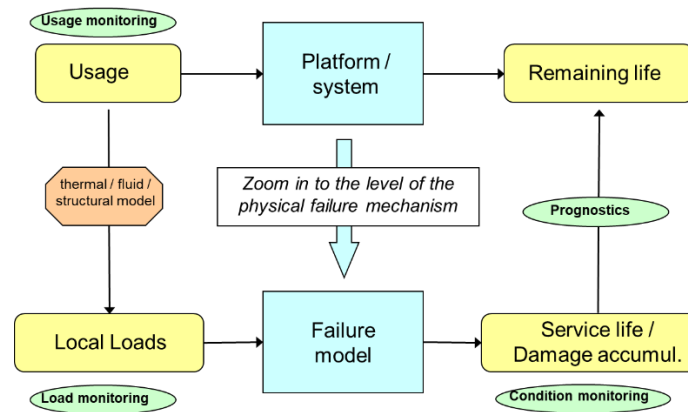 Usage monitoring
Usage
Platform /
system
Remaining life
thermal / fluid /
structural model
Zoom in to the level of the
physical failure mechanism
Prognostics
Local Loads
Failure
model
Service life /
Damage accumul.
Load monitoring
Condition monitoring